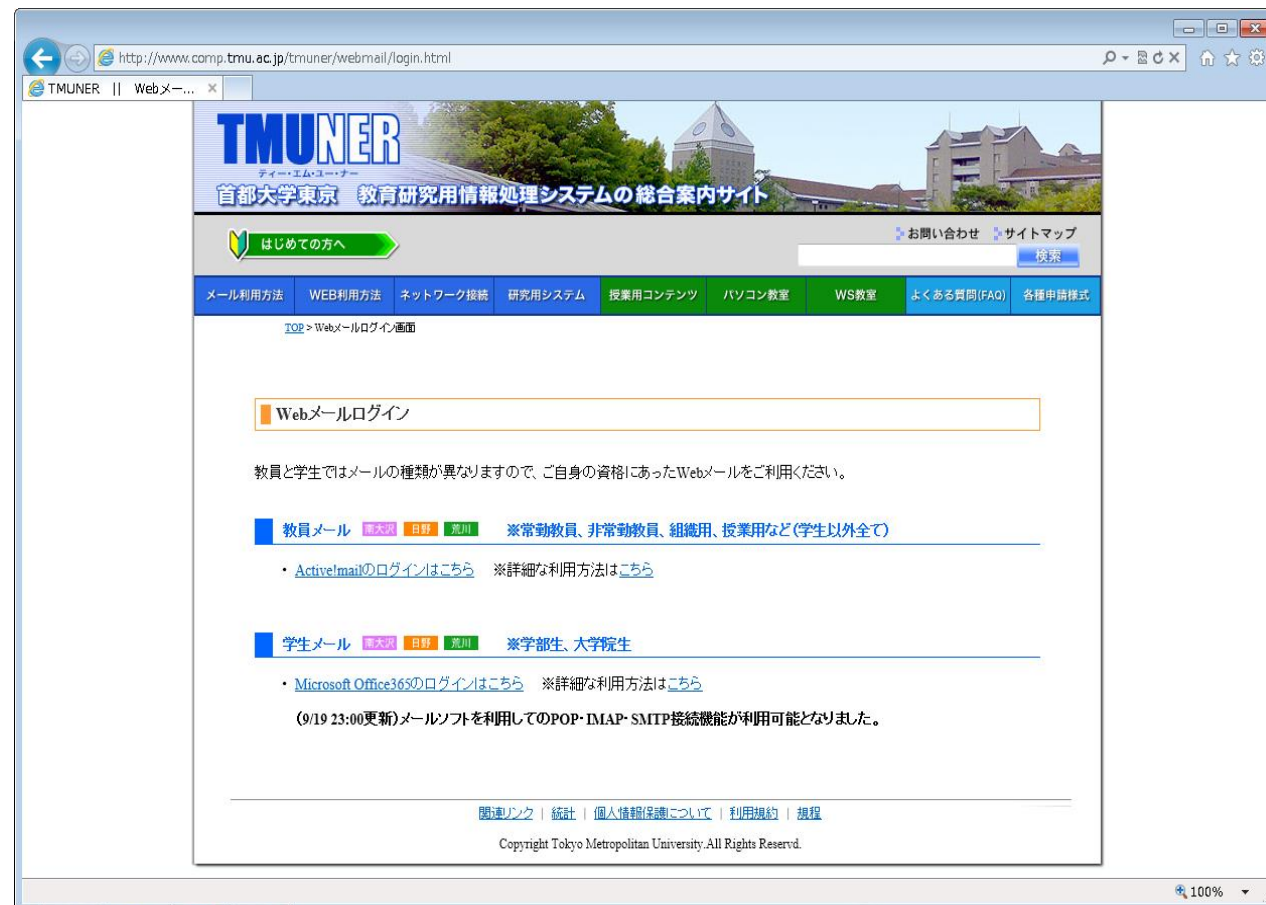 http://www.comp.tmu.ac.jp/tmuner/webmail/login.html
TMUNER || Webメー...
TMUNER
ティー・エム・ユー・ナー
首都大学東京 教育研究用情報処理システムの総合案内サイト
はじめての方へ
お問い合わせ サイトマップ
検索
メール利用方法 WEB利用方法 ネットワーク接続 研究用システム 授業用コンテンツ パソコン教室 WS教室 よくある質問(FAQ) 各種申請様式
TOP > Webメールログイン画面
Webメールログイン
教員と学生ではメールの種類が異なりますので、ご自身の資格にあったWebメールをご利用ください。
教員メール 南大沢 日野 荒川 ※常勤教員、非常勤教員、組織用、授業用など(学生以外全て)
・ Active!mailのログインはこちら ※詳細な利用方法はこちら
学生メール 南大沢 日野 荒川 ※学部生、大学院生
・ Microsoft Office365のログインはこちら ※詳細な利用方法はこちら
(9/19 23:00更新)メールソフトを利用してのPOP・IMAP・SMTP接続機能が利用可能となりました。
関連リンク | 統計 | 個人情報保護について | 利用規約 | 規程
Copyright Tokyo Metropolitan University.All Rights Reservd.
100%